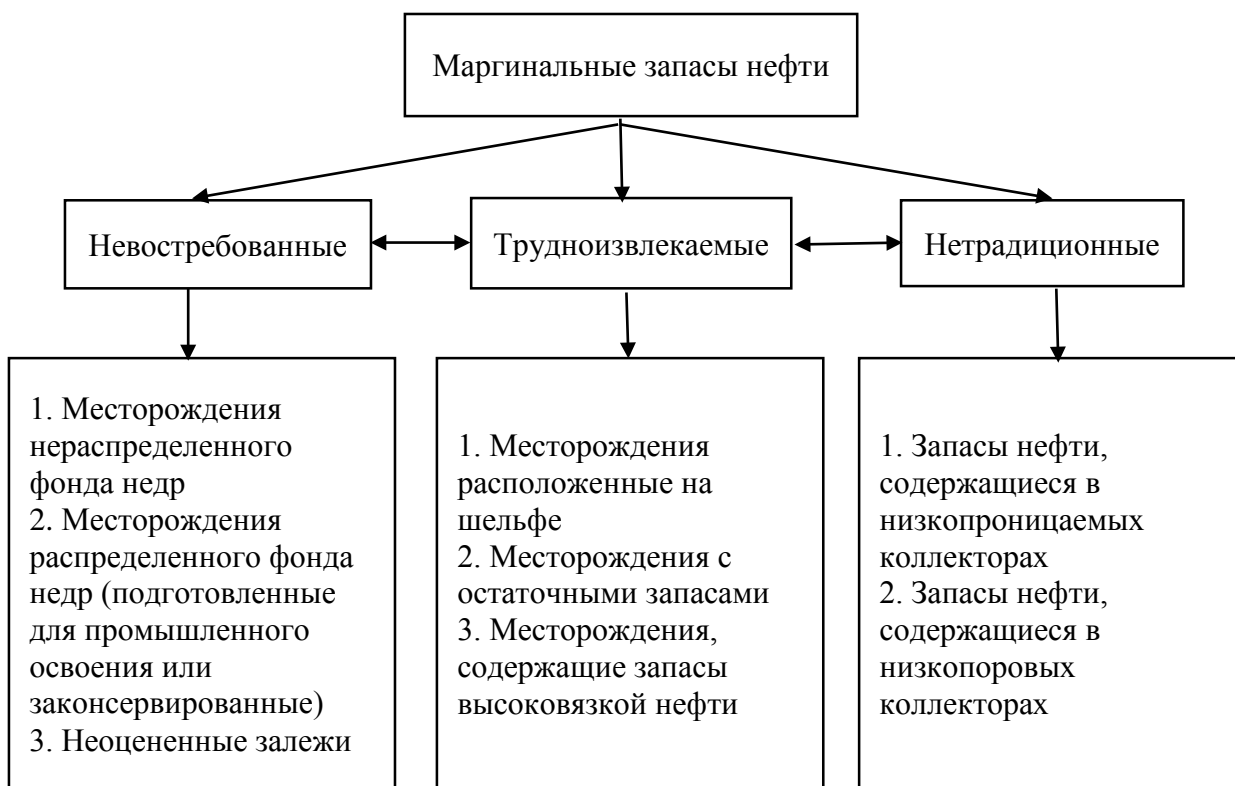 Маргинальные запасы нефти
Невостребованные
Трудноизвлекаемые
Нетрадиционные
1. Месторождения
нераспределенного
фонда недр
2. Месторождения
распределенного фонда
недр (подготовленные
для промышленного
освоения или
законсервированные)
3. Неоцененные залежи
1. Месторождения
расположенные на
шельфе
2. Месторождения с
остаточными запасами
3. Месторождения,
содержащие запасы
высоковязкой нефти
1. Запасы нефти,
содержащиеся в
низкопроницаемых
коллекторах
2. Запасы нефти,
содержащиеся в
низкопоровых
коллекторах